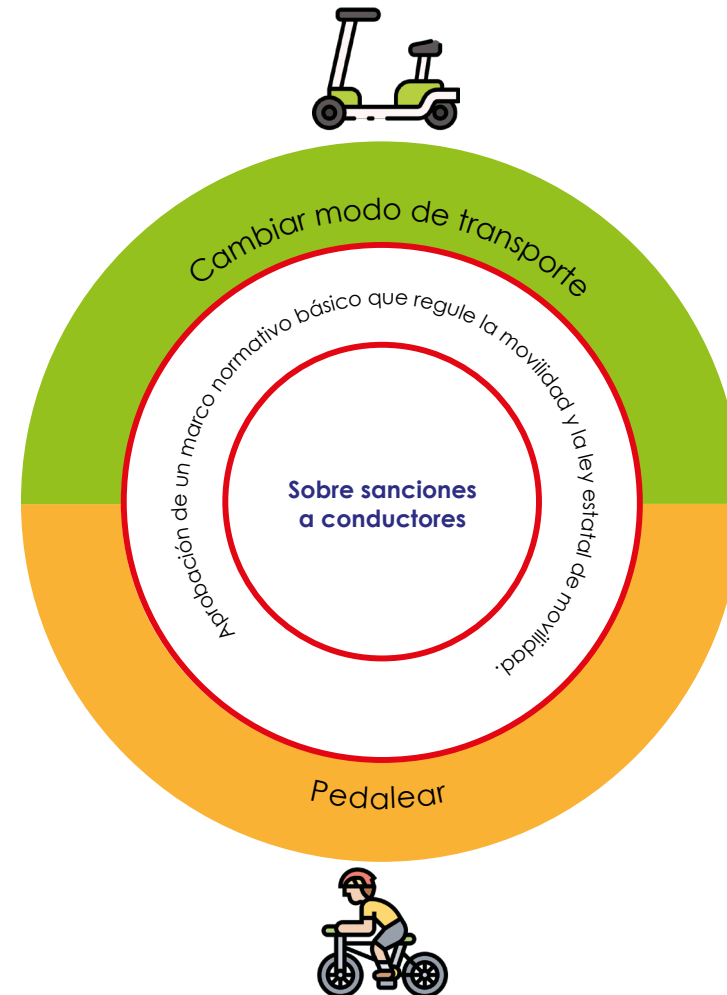 Cambiar modo de transporte
Aprobación de un marco normativo básico que regule la movilidad y la ley estatal de movilidad.
Sobre sanciones
a conductores
Pedalear